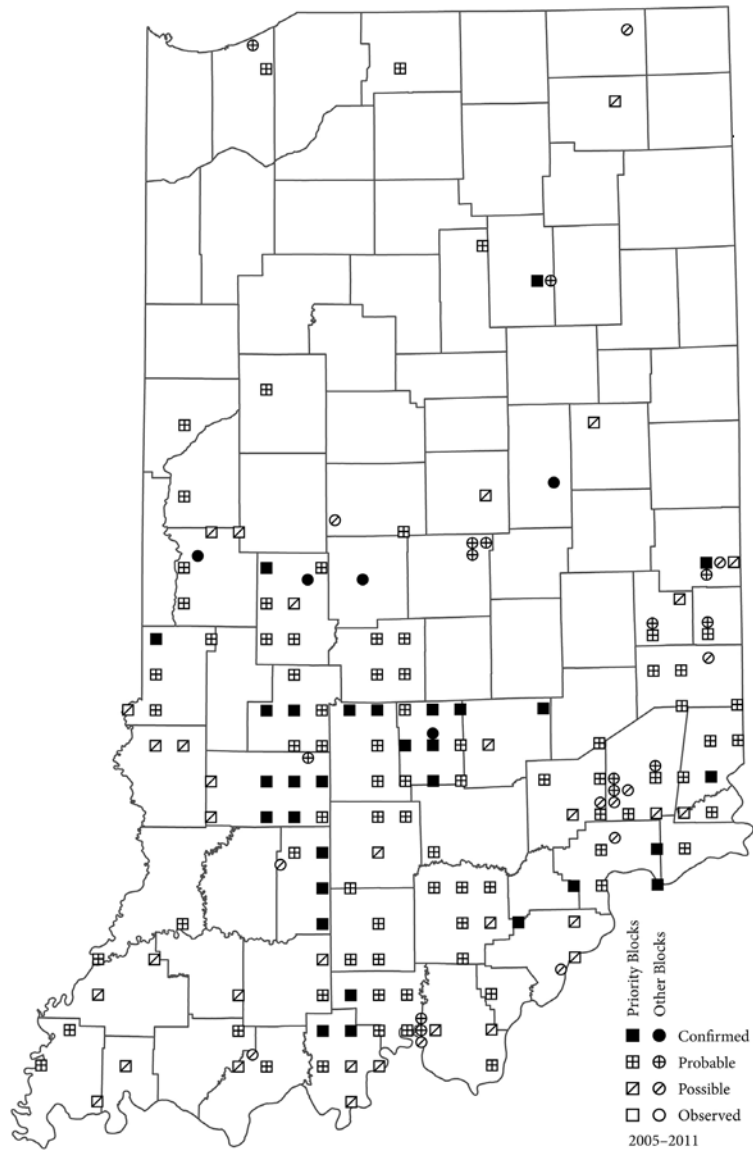 Priority Blocks
Other Blocks
Confirmed
Probable
Possible
Observed
2005–2011